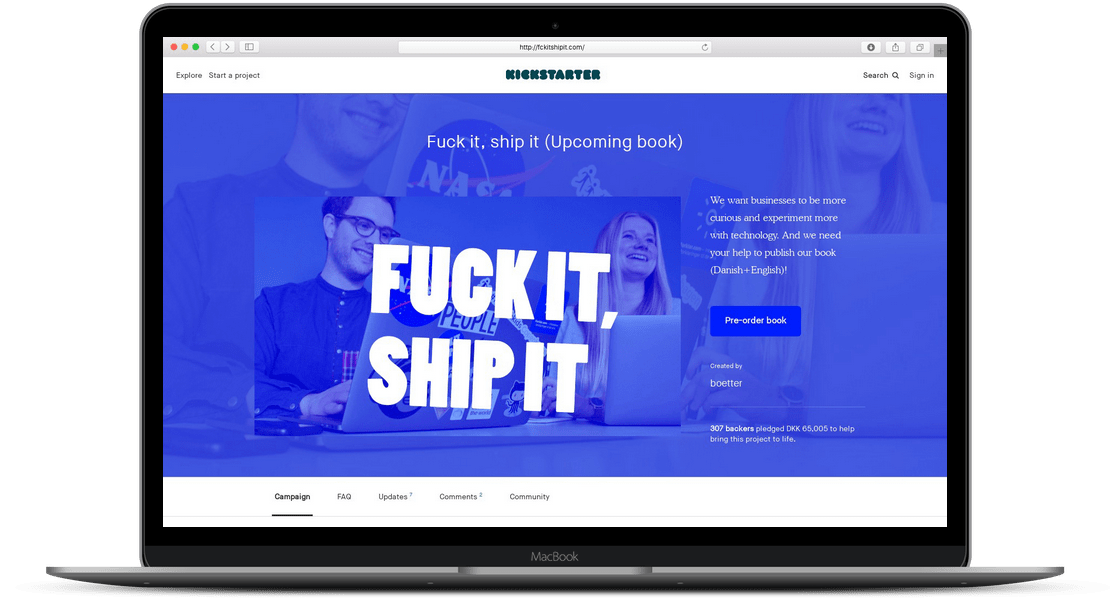 http://fckitshipit.com/
Explore Start a project
KICKSTARTER
Search Sign in
Fuck it, ship it (Upcoming book)
NASA
FUCK IT,
SHIP IT
PEOPLE
We want businesses to be more
curious and experiment more
with technology. And we need
your help to publish our book
(Danish+English)!
Pre-order book
Created by
boetter
307 backers pledged DKK 65,005 to help
bring this project to life.
Campaign FAQ Updates 7 Comments 2 Community
MacBook